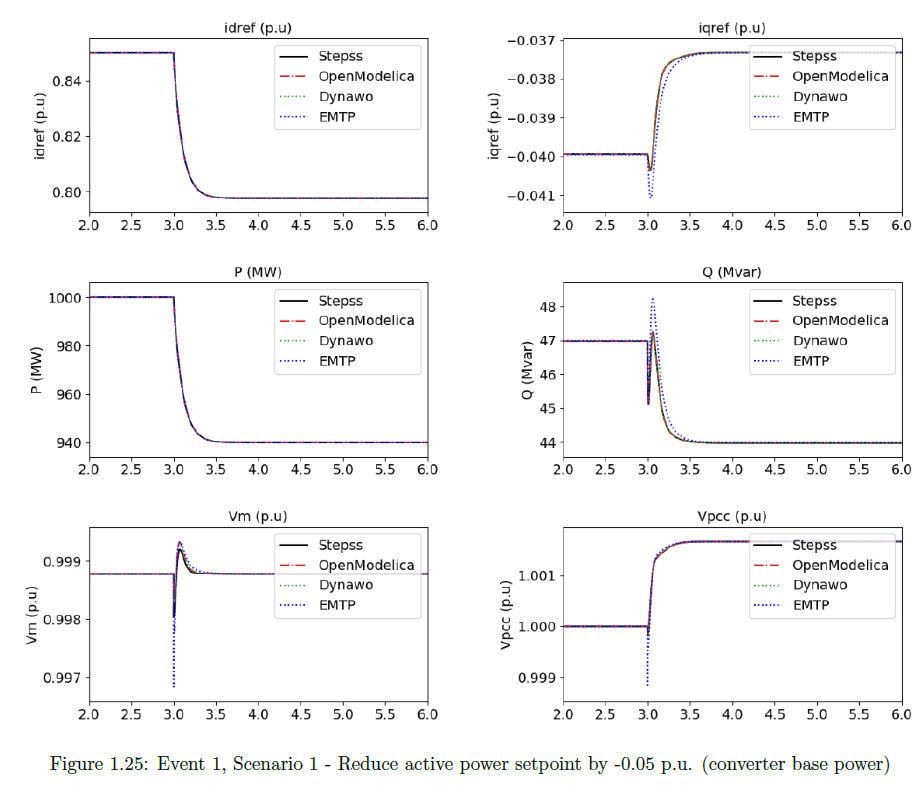 idref (p.u)
idref (p.u)
0.84
0.82
0.80
Stepss
OpenModelica
Dynawo
EMTP
2.0 2.5 3.0 3.5 4.0 4.5 5.0 5.5 6.0
iqref (p.u)
iqref (p.u)
−0.037
−0.038
−0.039
−0.040
−0.041
Stepss
OpenModelica
Dynawo
EMTP
2.0 2.5 3.0 3.5 4.0 4.5 5.0 5.5 6.0
P (MW)
P (MW)
1000
980
960
940
Stepss
OpenModelica
Dynawo
EMTP
2.0 2.5 3.0 3.5 4.0 4.5 5.0 5.5 6.0
Q (Mvar)
Q (Mvar)
48
47
46
45
44
Stepss
OpenModelica
Dynawo
EMTP
2.0 2.5 3.0 3.5 4.0 4.5 5.0 5.5 6.0
Vm (p.u)
Vm (p.u)
0.999
0.998
0.997
Stepss
OpenModelica
Dynawo
EMTP
2.0 2.5 3.0 3.5 4.0 4.5 5.0 5.5 6.0
Vpcc (p.u)
Vpcc (p.u)
1.001
1.000
0.999
Stepss
OpenModelica
Dynawo
EMTP
2.0 2.5 3.0 3.5 4.0 4.5 5.0 5.5 6.0
Figure 1.25: Event 1, Scenario 1 - Reduce active power setpoint by -0.05 p.u. (converter base power)